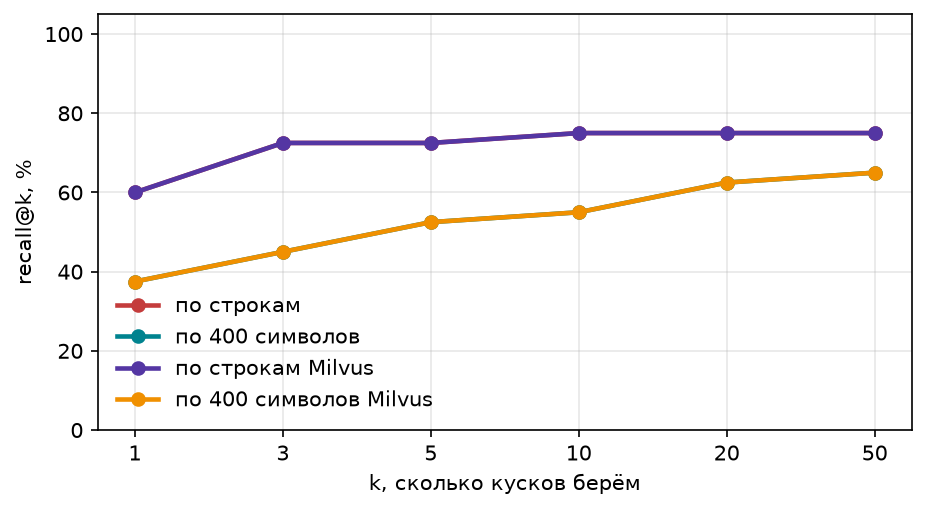 100
80
60
40
20
0
recall@k, %
по строкам
по 400 символов
по строкам Milvus
по 400 символов Milvus
1 3 5 10 20 50
k, сколько кусков берём